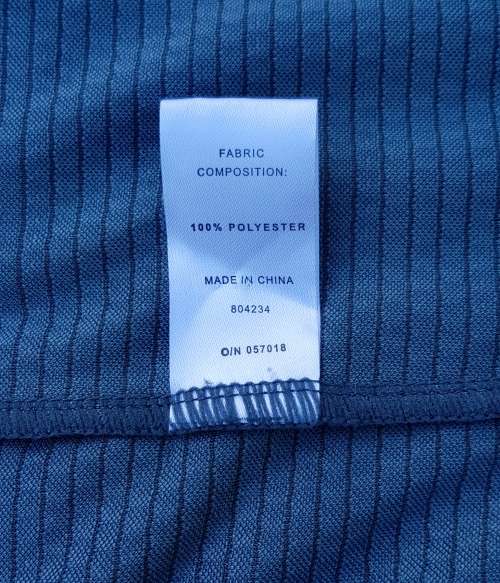 FABRIC
COMPOSITION:
100% POLYESTER
MADE IN CHINA
804234
O/N 057018